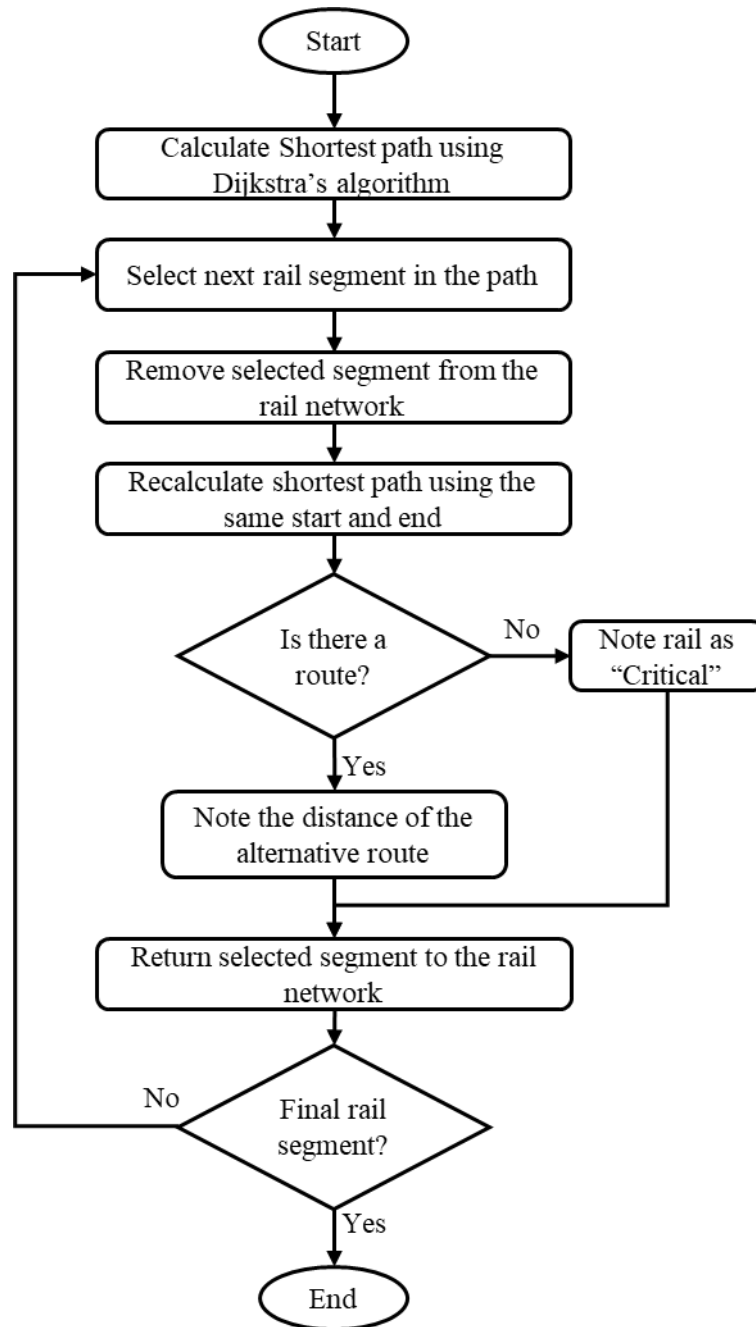 Start
Calculate Shortest path using
Dijkstra’s algorithm
Select next rail segment in the path
Remove selected segment from the
rail network
Recalculate shortest path using the
same start and end
Is there a
route?
No
Note rail as
“Critical”
Yes
Note the distance of the
alternative route
Return selected segment to the rail
network
Final rail
segment?
No
Yes
End